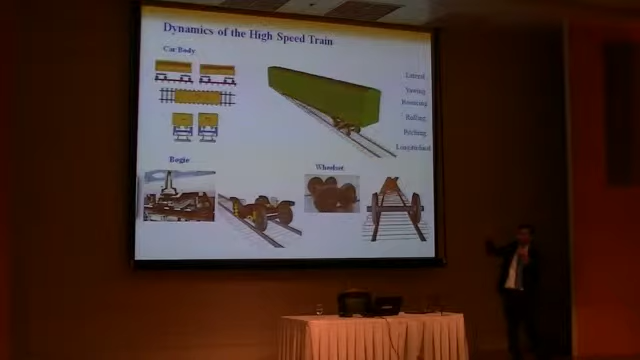 Dynamics of the High Speed Train
Car Body
Lateral
Yawing
Bouncing
Rolling
Pitching
Longitudinal
Bogie
Wheelset